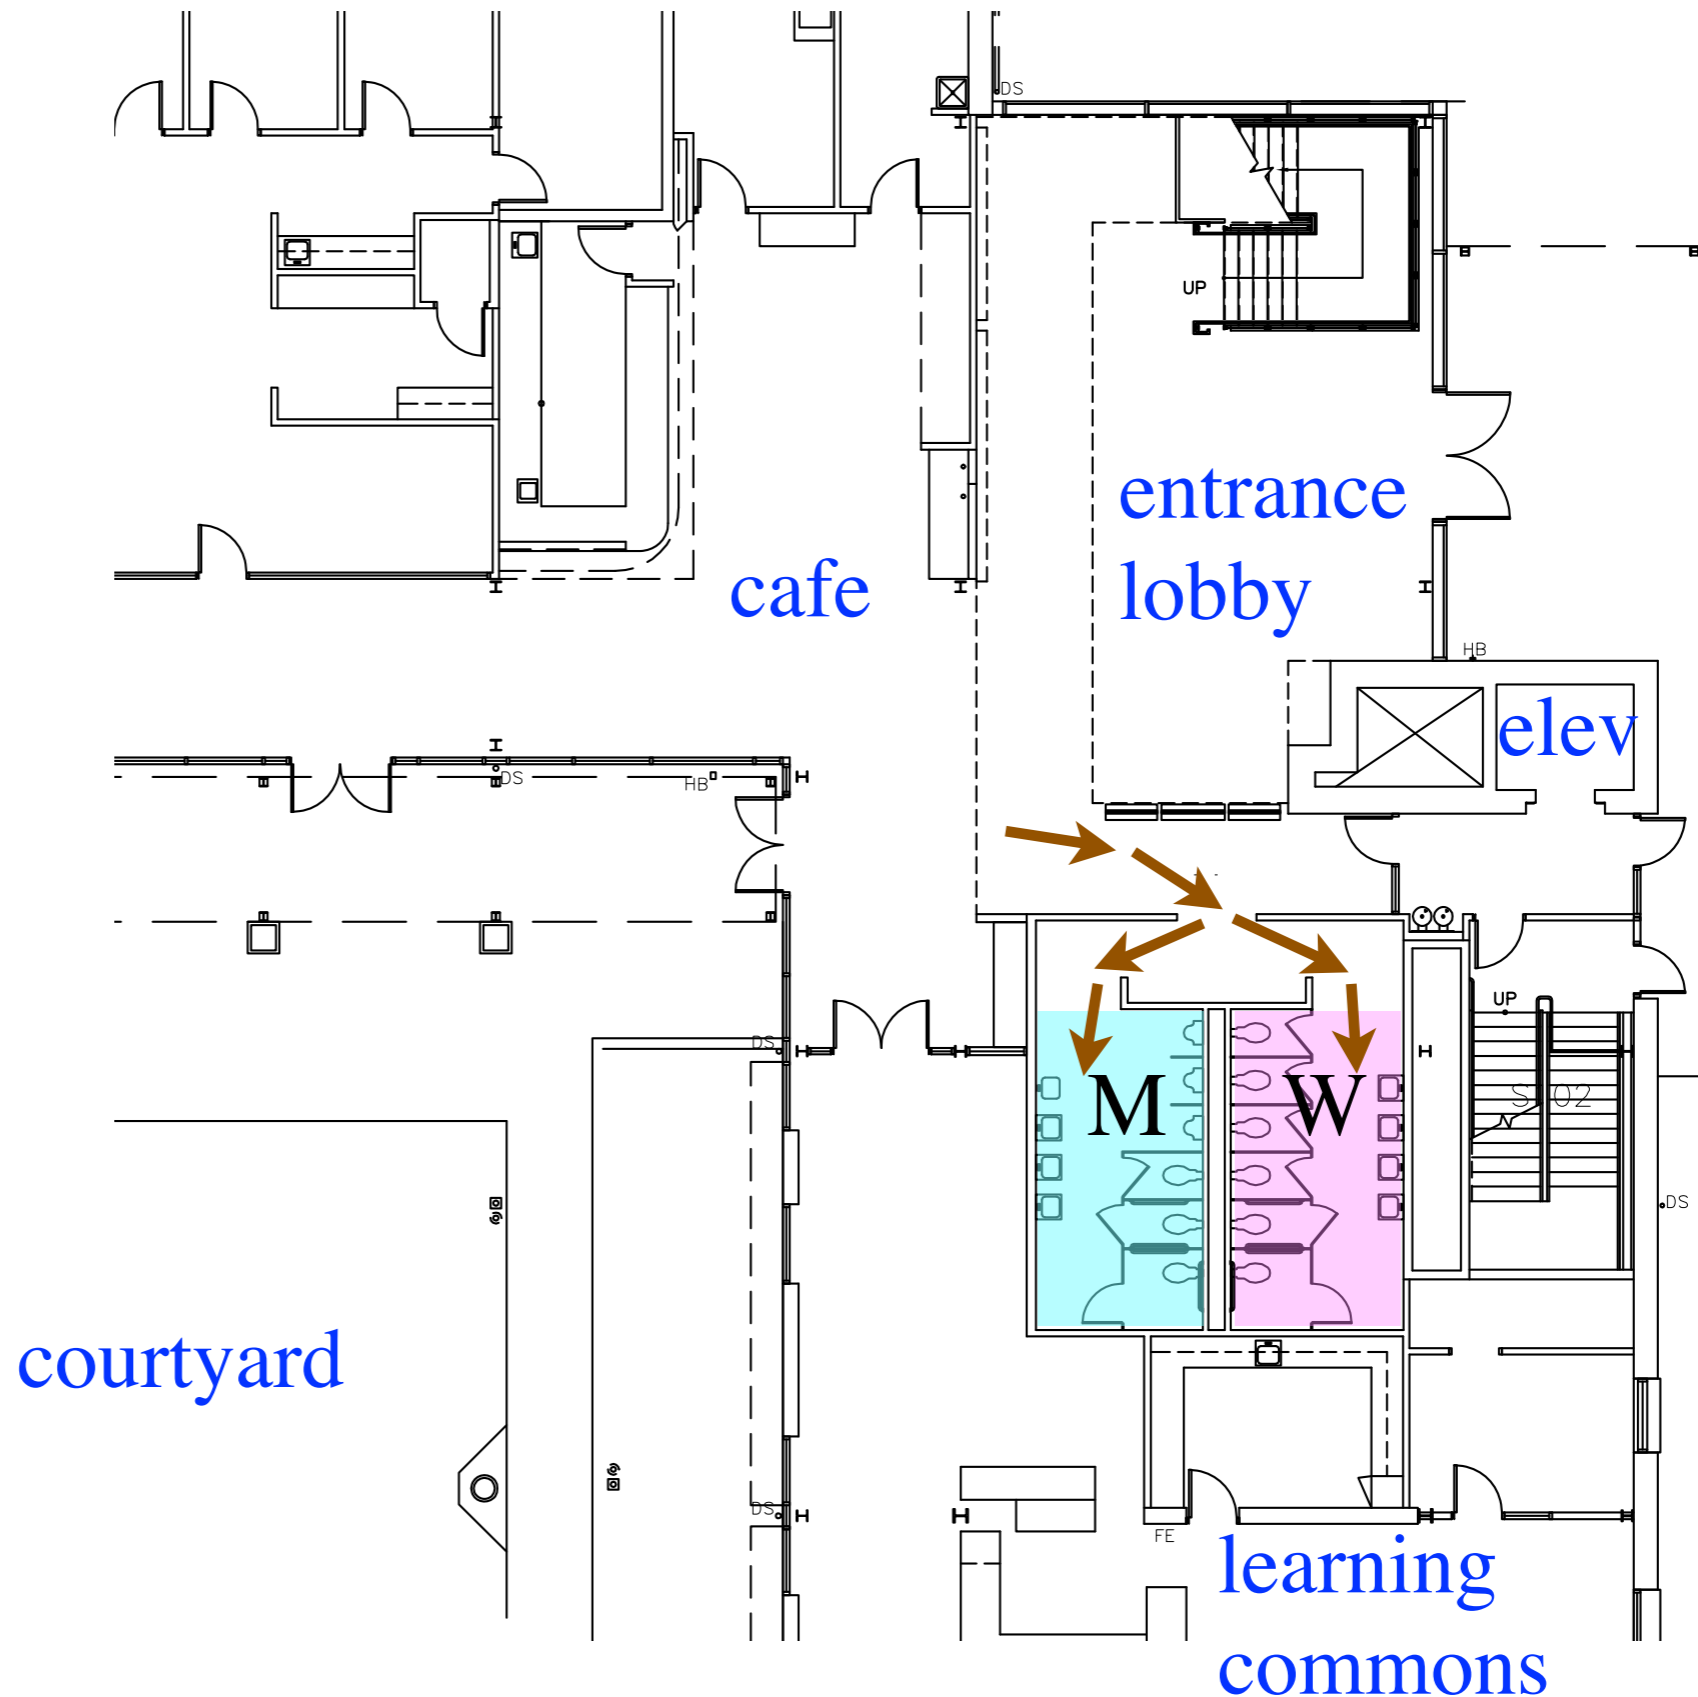 DS
UP
entrance
lobby
cafe
HB
elev
DS
HB
UP
DS
M
W
DS
courtyard
DS
FE
learning
commons